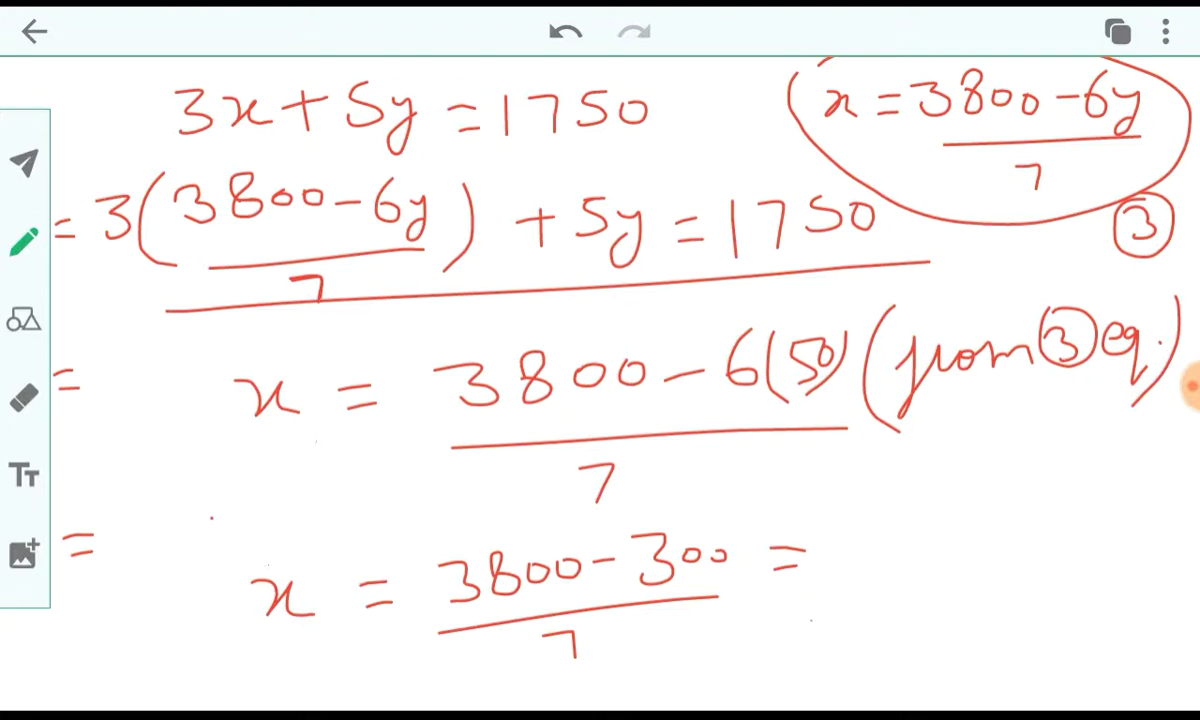 3x + 5y = 1750
x = 3800 - 6y / 7
③
= 3(3800 - 6y / 7) + 5y = 1750
= x = 3800 - 6(50) / 7 (from ③ eq.)
= x = 3800 - 300 / 7 =
TT